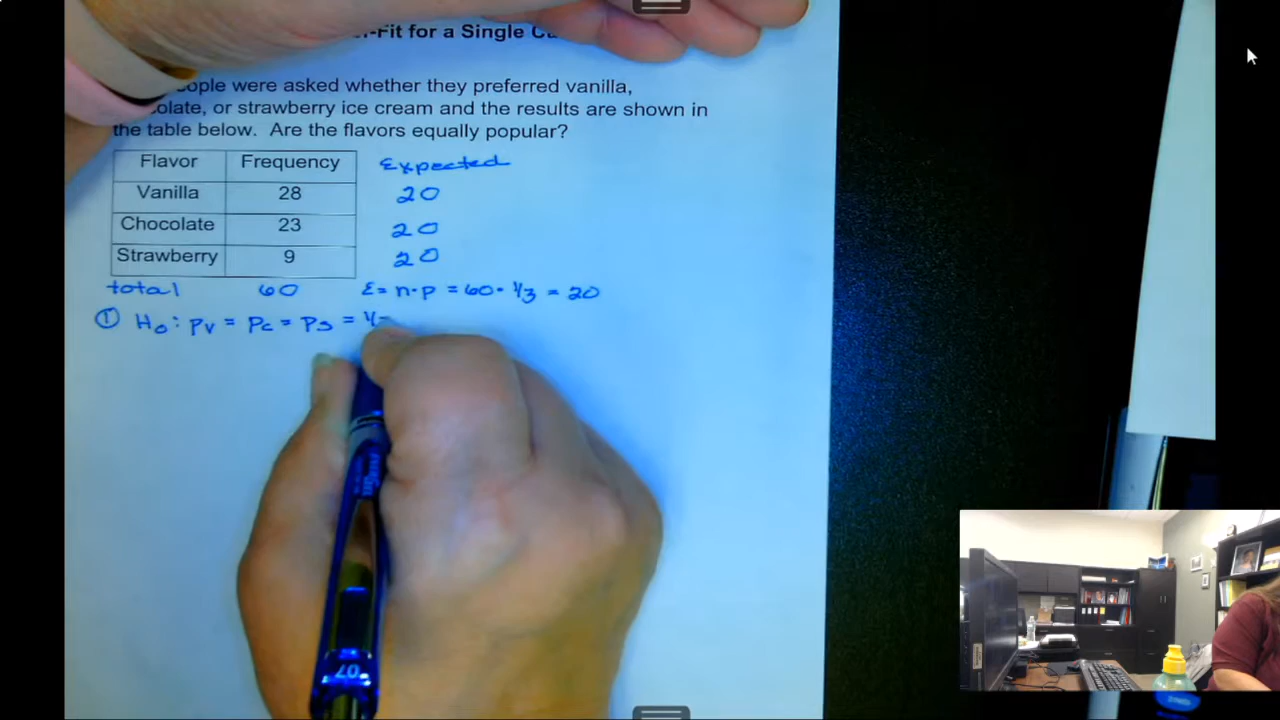 -Fit for a Single
ople were asked whether they preferred vanilla,
olate, or strawberry ice cream and the results are shown in
the table below. Are the flavors equally popular?
Flavor Frequency Expected
Vanilla 28 20
Chocolate 23 20
Strawberry 9 20
total 60 E = n·p = 60 · 1/3 = 20
① H₀: pv = pc = ps =
07